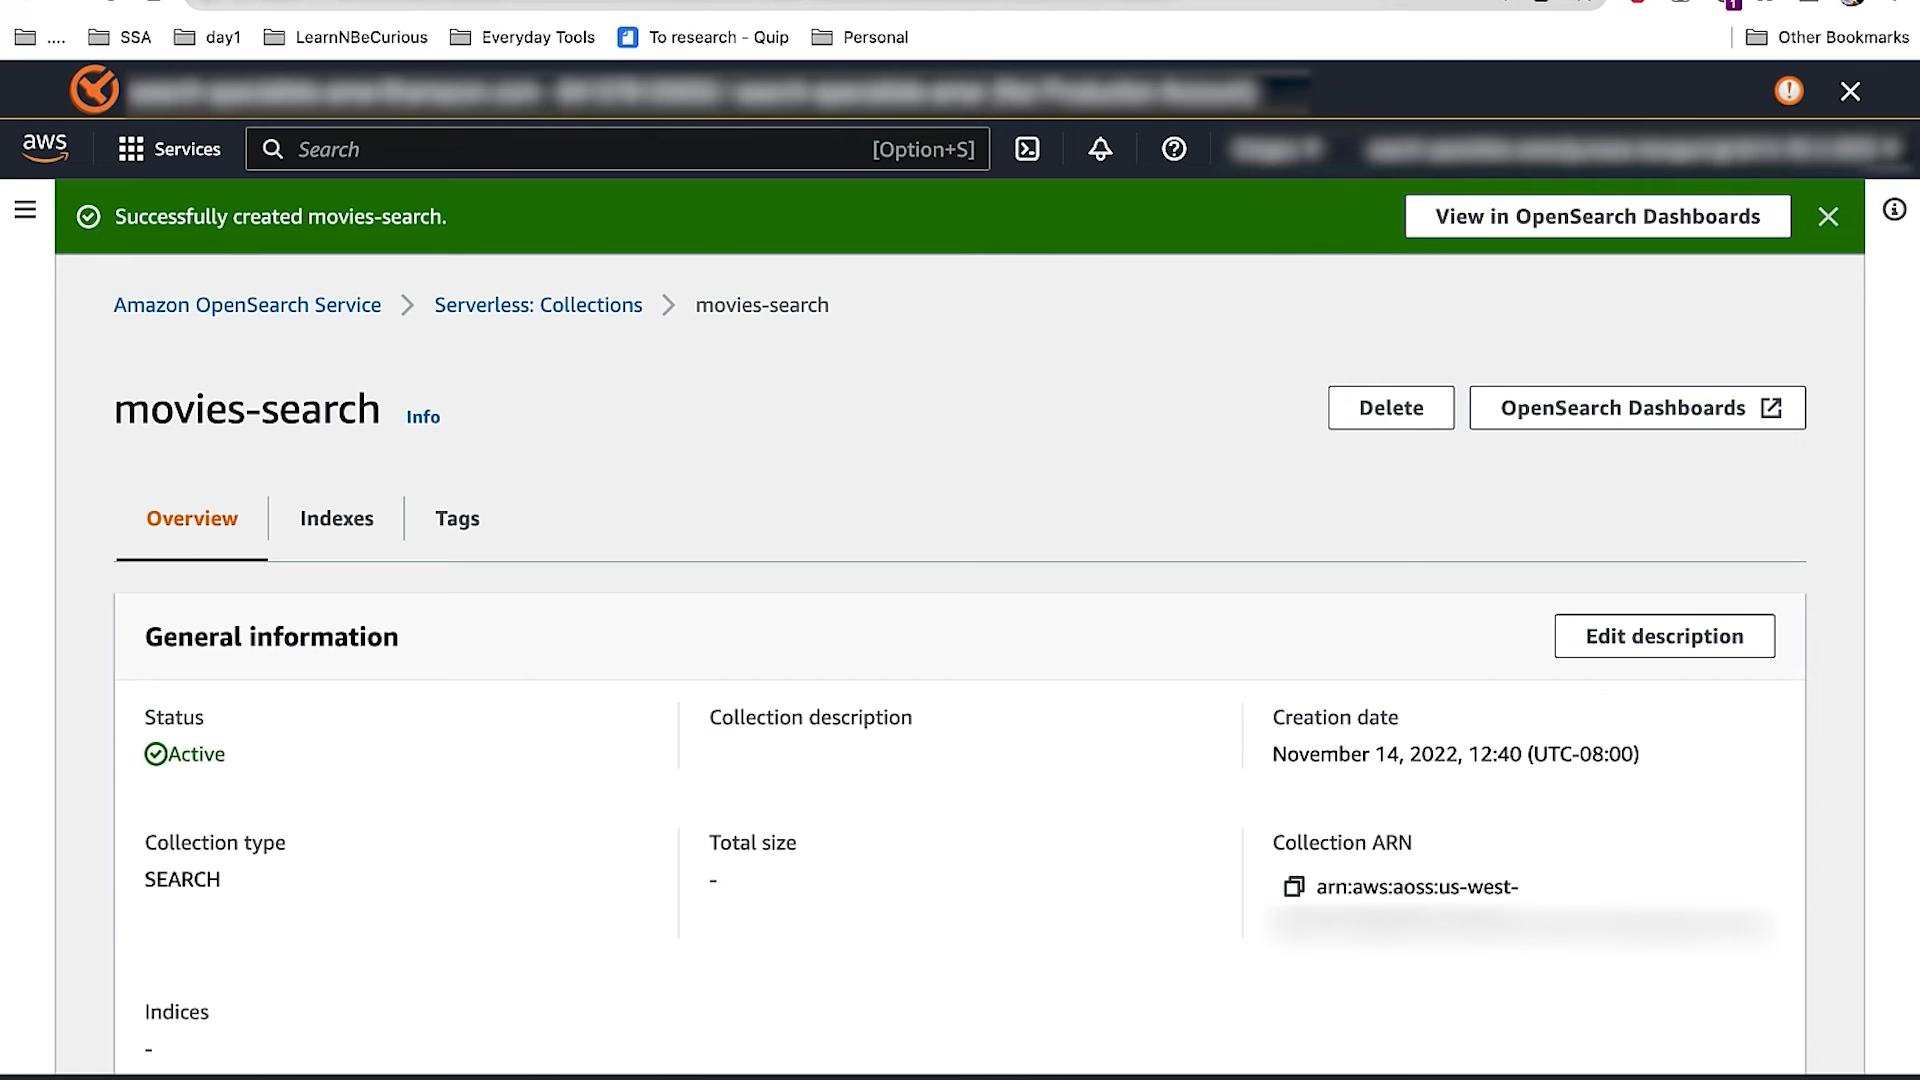 .... SSA day1 LearnNBeCurious Everyday Tools To research - Quip Personal Other Bookmarks
aws Services Search [Option+S]
Successfully created movies-search. View in OpenSearch Dashboards
Amazon OpenSearch Service Serverless: Collections movies-search
movies-search Info Delete OpenSearch Dashboards
Overview Indexes Tags
General information Edit description
Status Collection description Creation date
Active November 14, 2022, 12:40 (UTC-08:00)
Collection type Total size Collection ARN
SEARCH - arn:aws:aoss:us-west-
Indices
-